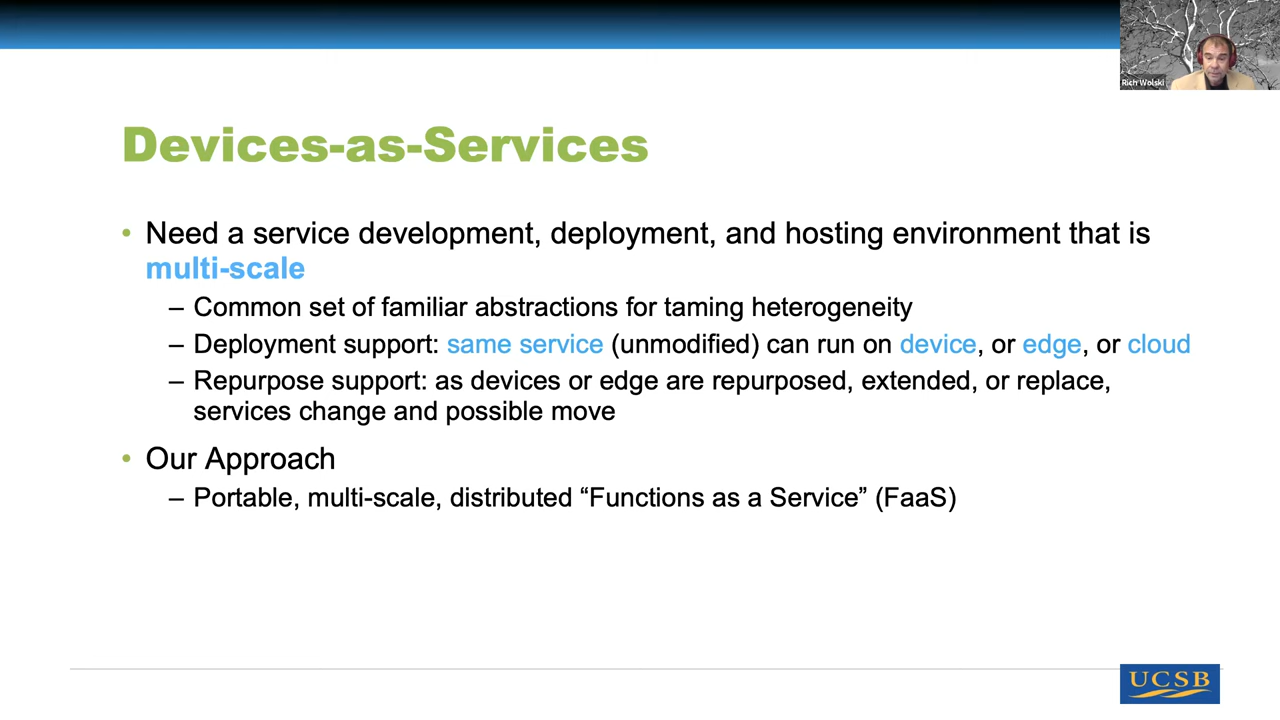 Rich Wolski
Devices-as-Services
• Need a service development, deployment, and hosting environment that is
multi-scale
– Common set of familiar abstractions for taming heterogeneity
– Deployment support: same service (unmodified) can run on device, or edge, or cloud
– Repurpose support: as devices or edge are repurposed, extended, or replace,
services change and possible move
• Our Approach
– Portable, multi-scale, distributed “Functions as a Service” (FaaS)
UCSB